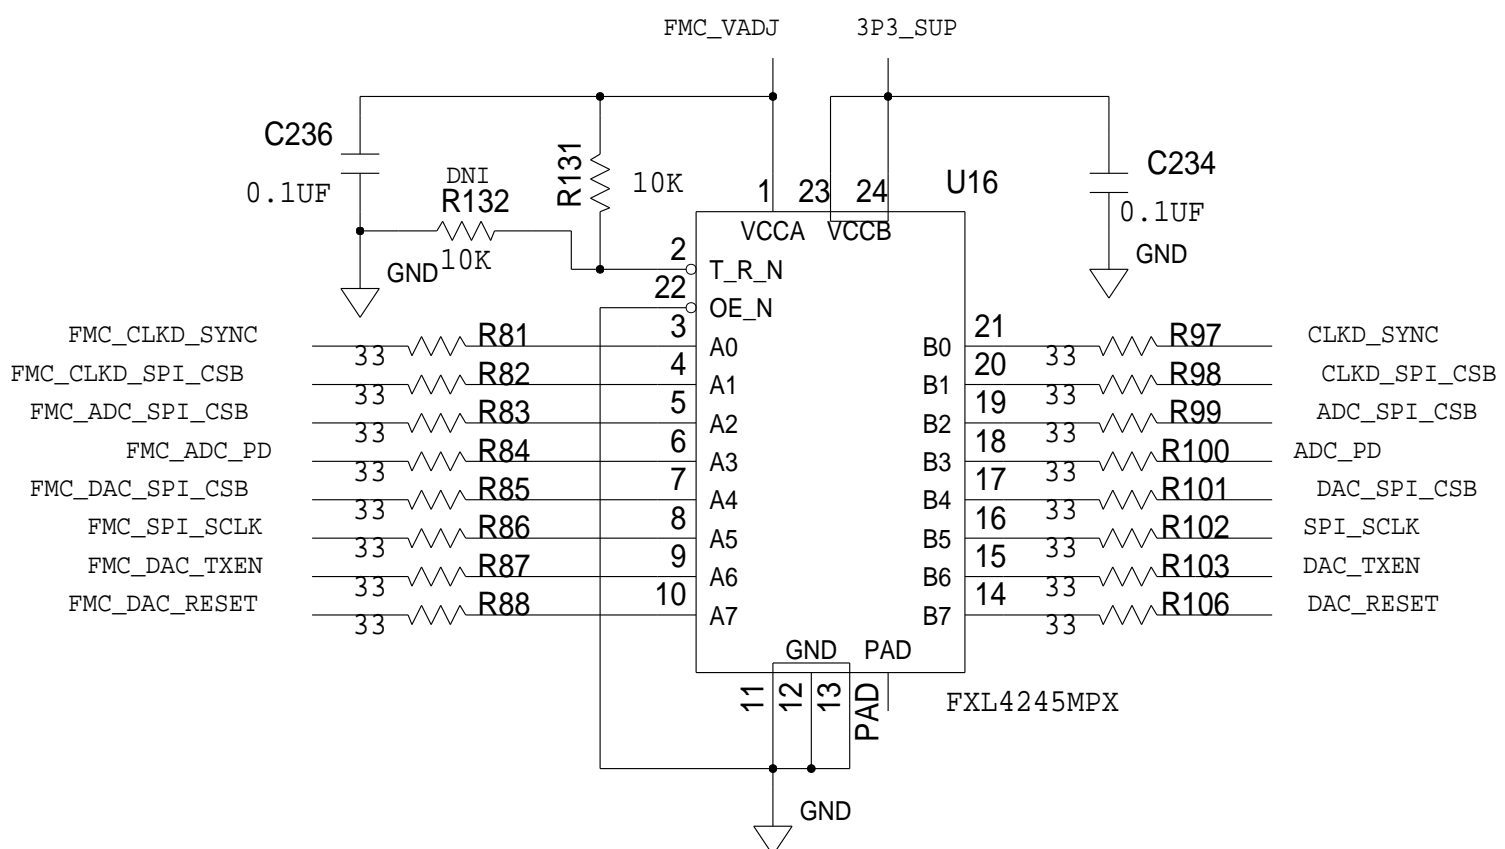 FMC_VADJ 3P3_SUP
C236
0.1UF
DNI
R132
10K
GND
R131
10K
1 23 24 U16
VCCA VCCB
C234
0.1UF
GND
2 T_R_N
22 OE_N
FMC_CLKD_SYNC 33 R81 3 A0 B0 21 33 R97 CLKD_SYNC
FMC_CLKD_SPI_CSB 33 R82 4 A1 B1 20 33 R98 CLKD_SPI_CSB
FMC_ADC_SPI_CSB 33 R83 5 A2 B2 19 33 R99 ADC_SPI_CSB
FMC_ADC_PD 33 R84 6 A3 B3 18 33 R100 ADC_PD
FMC_DAC_SPI_CSB 33 R85 7 A4 B4 17 33 R101 DAC_SPI_CSB
FMC_SPI_SCLK 33 R86 8 A5 B5 16 33 R102 SPI_SCLK
FMC_DAC_TXEN 33 R87 9 A6 B6 15 33 R103 DAC_TXEN
FMC_DAC_RESET 33 R88 10 A7 B7 14 33 R106 DAC_RESET
GND PAD
11 12 13 PAD FXL4245MPX
GND